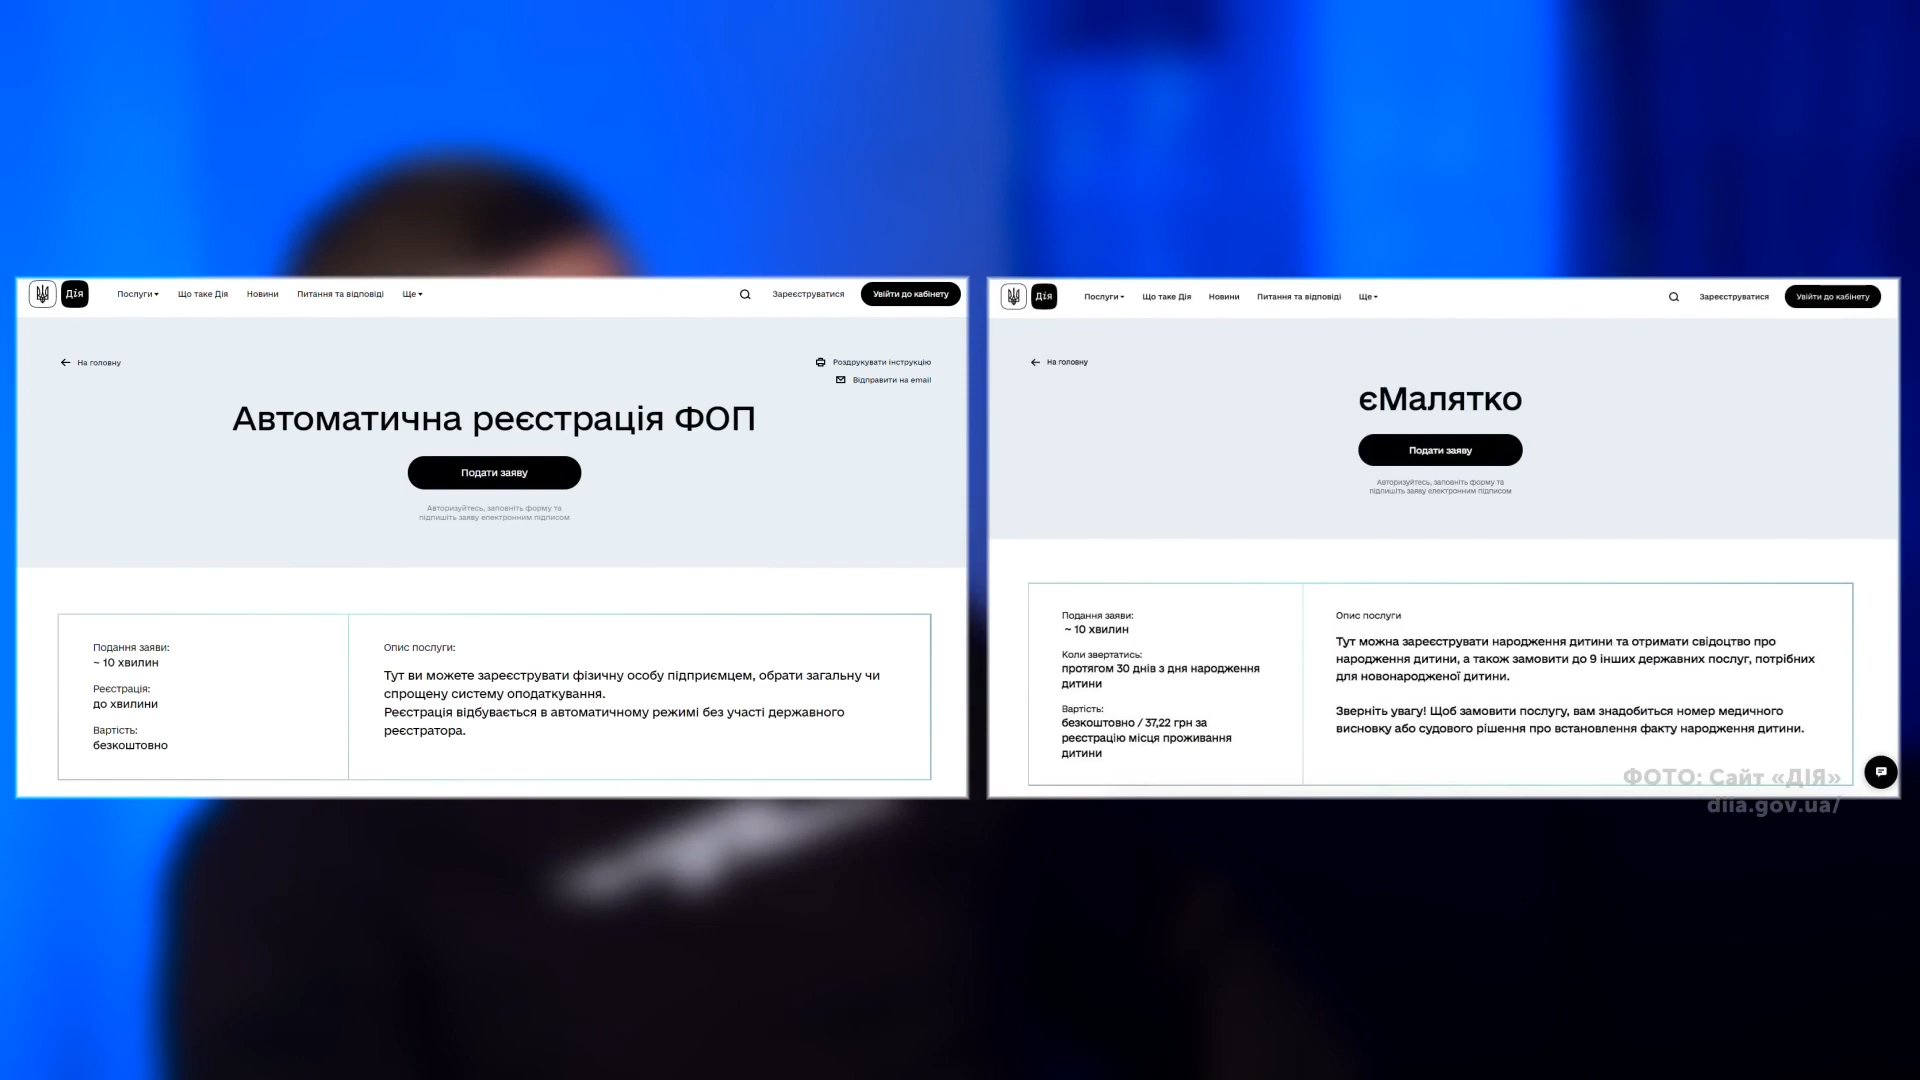 Дія
Послуги
Що таке Дія
Новини
Питання та відповіді
Ще
Зареєструватися
Увійти до кабінету
На головну
Роздрукувати інструкцію
Відправити на email
Автоматична реєстрація ФОП
Подати заяву
Авторизуйтесь, заповніть форму та
підпишіть заяву електронним підписом
Подання заяви:
~ 10 хвилин
Реєстрація:
до хвилини
Вартість:
безкоштовно
Опис послуги:
Тут ви можете зареєструвати фізичну особу підприємцем, обрати загальну чи
спрощену систему оподаткування.
Реєстрація відбувається в автоматичному режимі без участі державного
реєстратора.
Дія
Послуги
Що таке Дія
Новини
Питання та відповіді
Ще
Зареєструватися
Увійти до кабінету
На головну
єМалятко
Подати заяву
Авторизуйтесь, заповніть форму та
підпишіть заяву електронним підписом
Подання заяви:
~ 10 хвилин
Коли звертатись:
протягом 30 днів з дня народження
дитини
Вартість:
безкоштовно / 37,22 грн за
реєстрацію місця проживання
дитини
Опис послуги
Тут можна зареєструвати народження дитини та отримати свідоцтво про
народження дитини, а також замовити до 9 інших державних послуг, потрібних
для новонародженої дитини.
Зверніть увагу! Щоб замовити послугу, вам знадобиться номер медичного
висновку або судового рішення про встановлення факту народження дитини.
ФОТО: Сайт «ДІЯ»
diia.gov.ua/